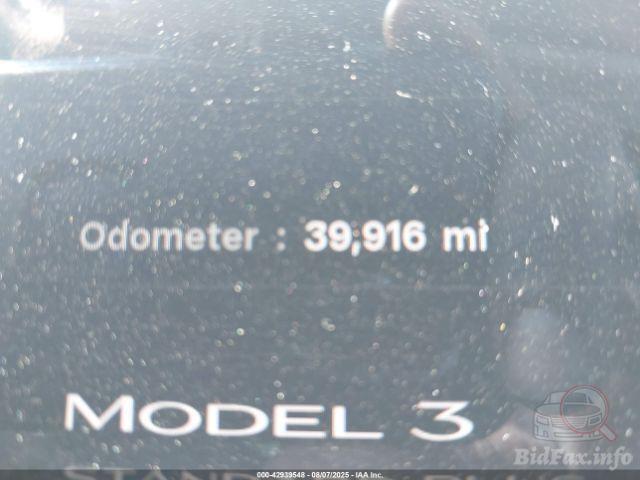 Odometer : 39,916 mi
MODEL 3
000-42939548 - 08/07/2025 - IAA Inc.
BidFax.info